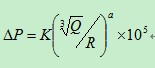 ΔP = K(∛Q/R)^a × 10^5↵